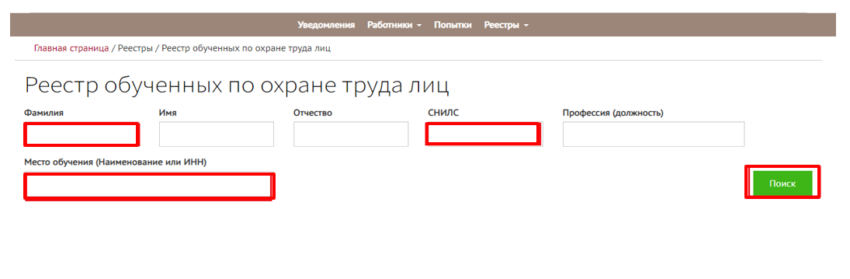 Уведомления Работники Попытки Реестры
Главная страница / Реестры / Реестр обученных по охране труда лиц
Реестр обученных по охране труда лиц
Фамилия Имя Отчество СНИЛС Профессия (должность)
Место обучения (Наименование или ИНН)
Поиск